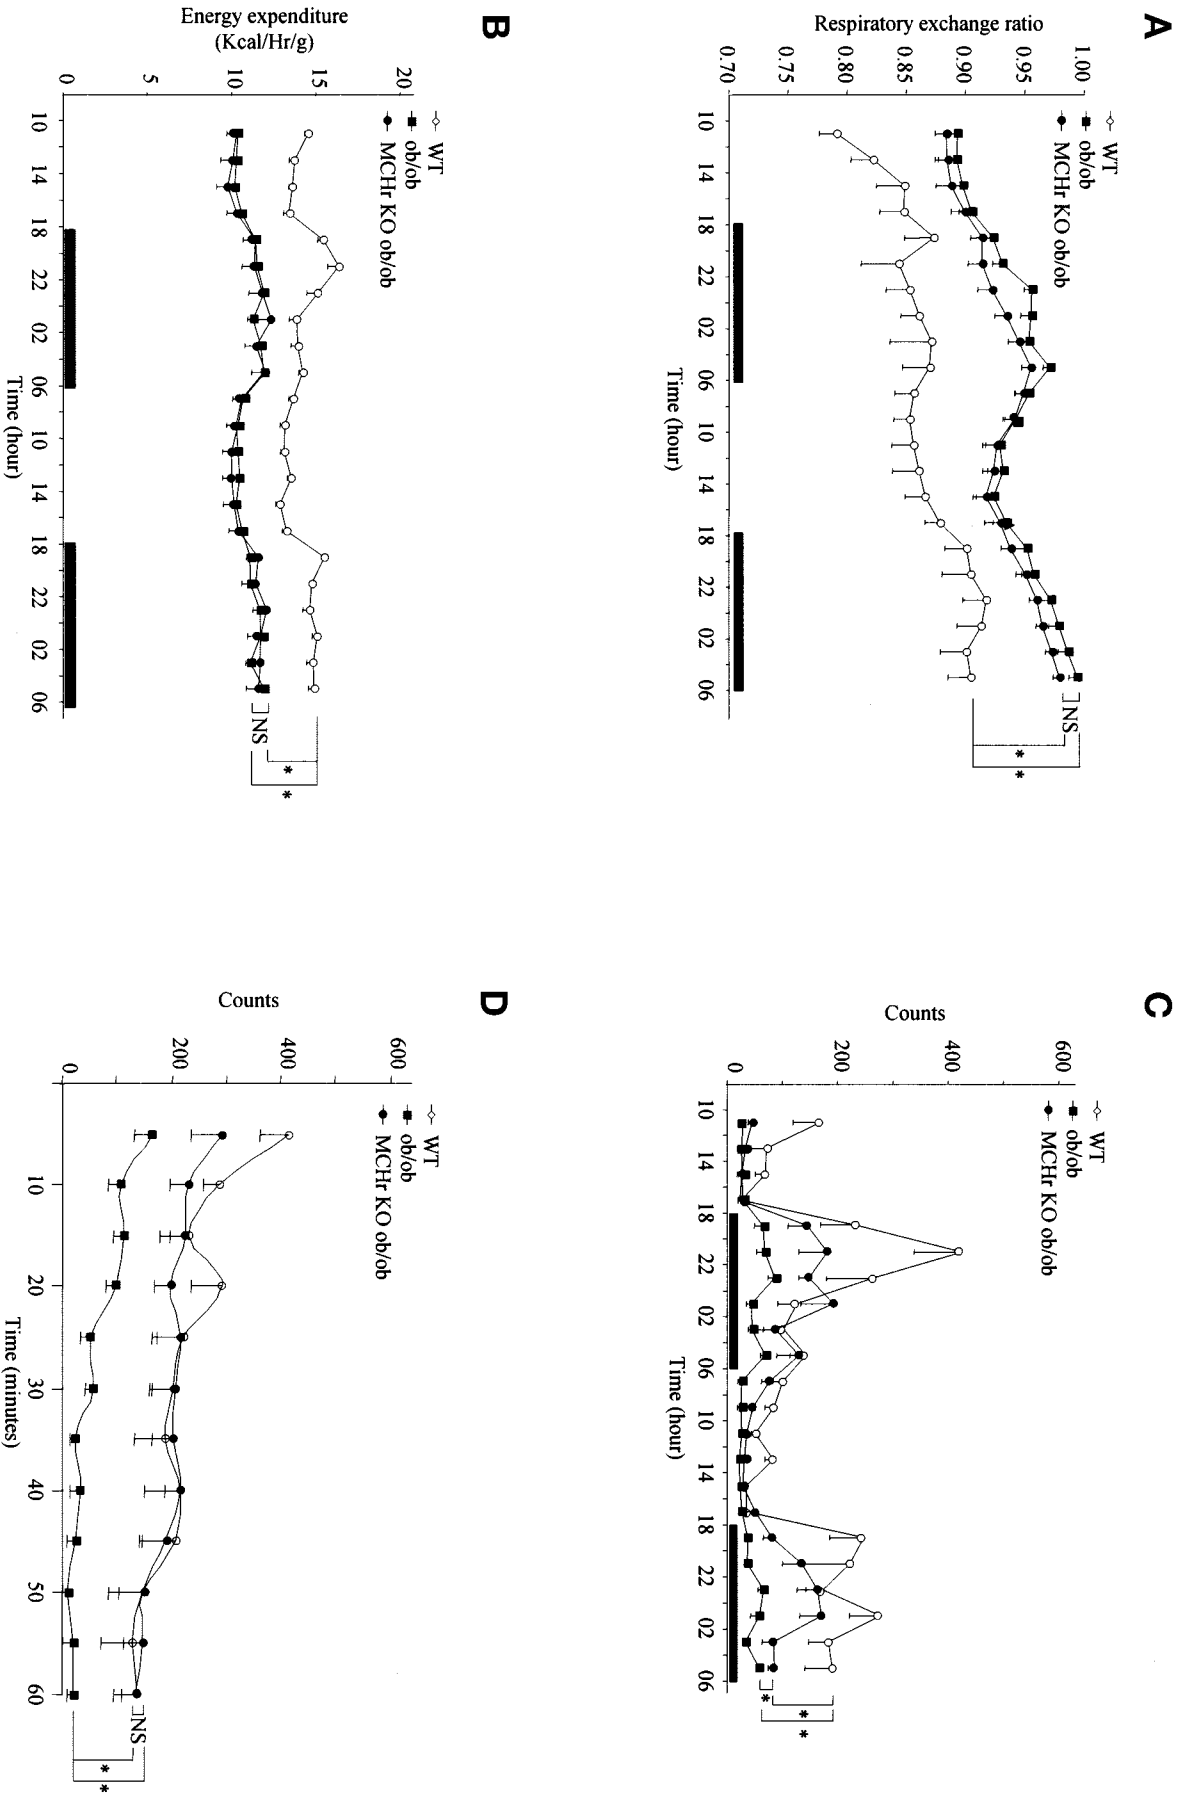 A
Respiratory exchange ratio
1.00
0.95
0.90
0.85
0.80
0.75
0.70
WT
ob/ob
MCHr KO ob/ob
10 14 18 22 02 06 10 14 18 22 02 06
Time (hour)
NS
*
*
B
Energy expenditure
(Kcal/Hr/g)
20
15
10
5
0
WT
ob/ob
MCHr KO ob/ob
10 14 18 22 02 06 10 14 18 22 02 06
Time (hour)
NS
*
*
C
Counts
600
400
200
0
WT
ob/ob
MCHr KO ob/ob
10 14 18 22 02 06 10 14 18 22 02 06
Time (hour)
*
*
*
D
Counts
600
400
200
0
WT
ob/ob
MCHr KO ob/ob
10 20 30 40 50 60
Time (minutes)
NS
*
*